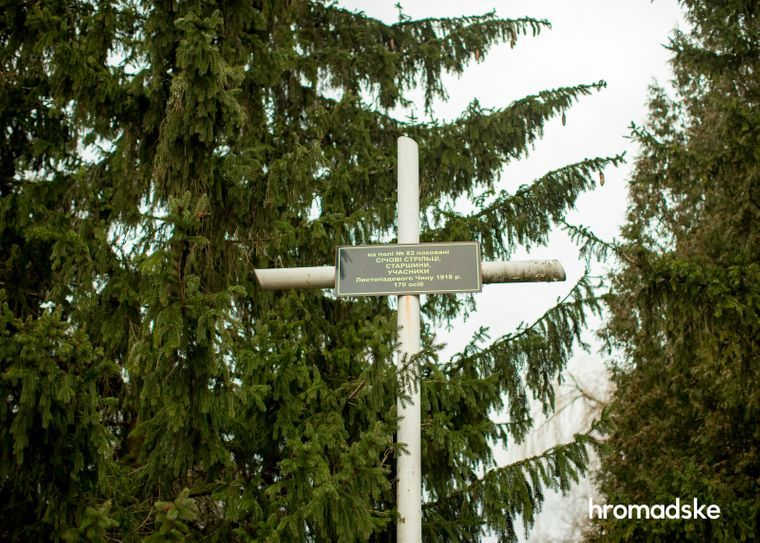 на полі № 82 поховані
СІЧОВІ СТРІЛЬЦІ,
СТАРШИНИ,
УЧАСНИКИ
Листопадового Чину 1918 р.
170 осіб
hromadske